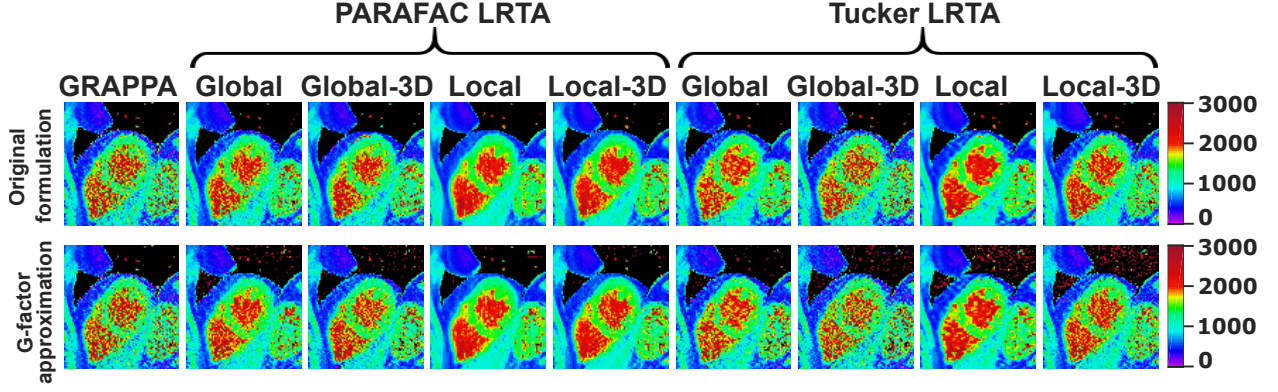 PARAFAC LRTA Tucker LRTA
GRAPPA Global Global-3D Local Local-3D Global Global-3D Local Local-3D
Original
formulation
3000
2000
1000
0
G-factor
approximation
3000
2000
1000
0